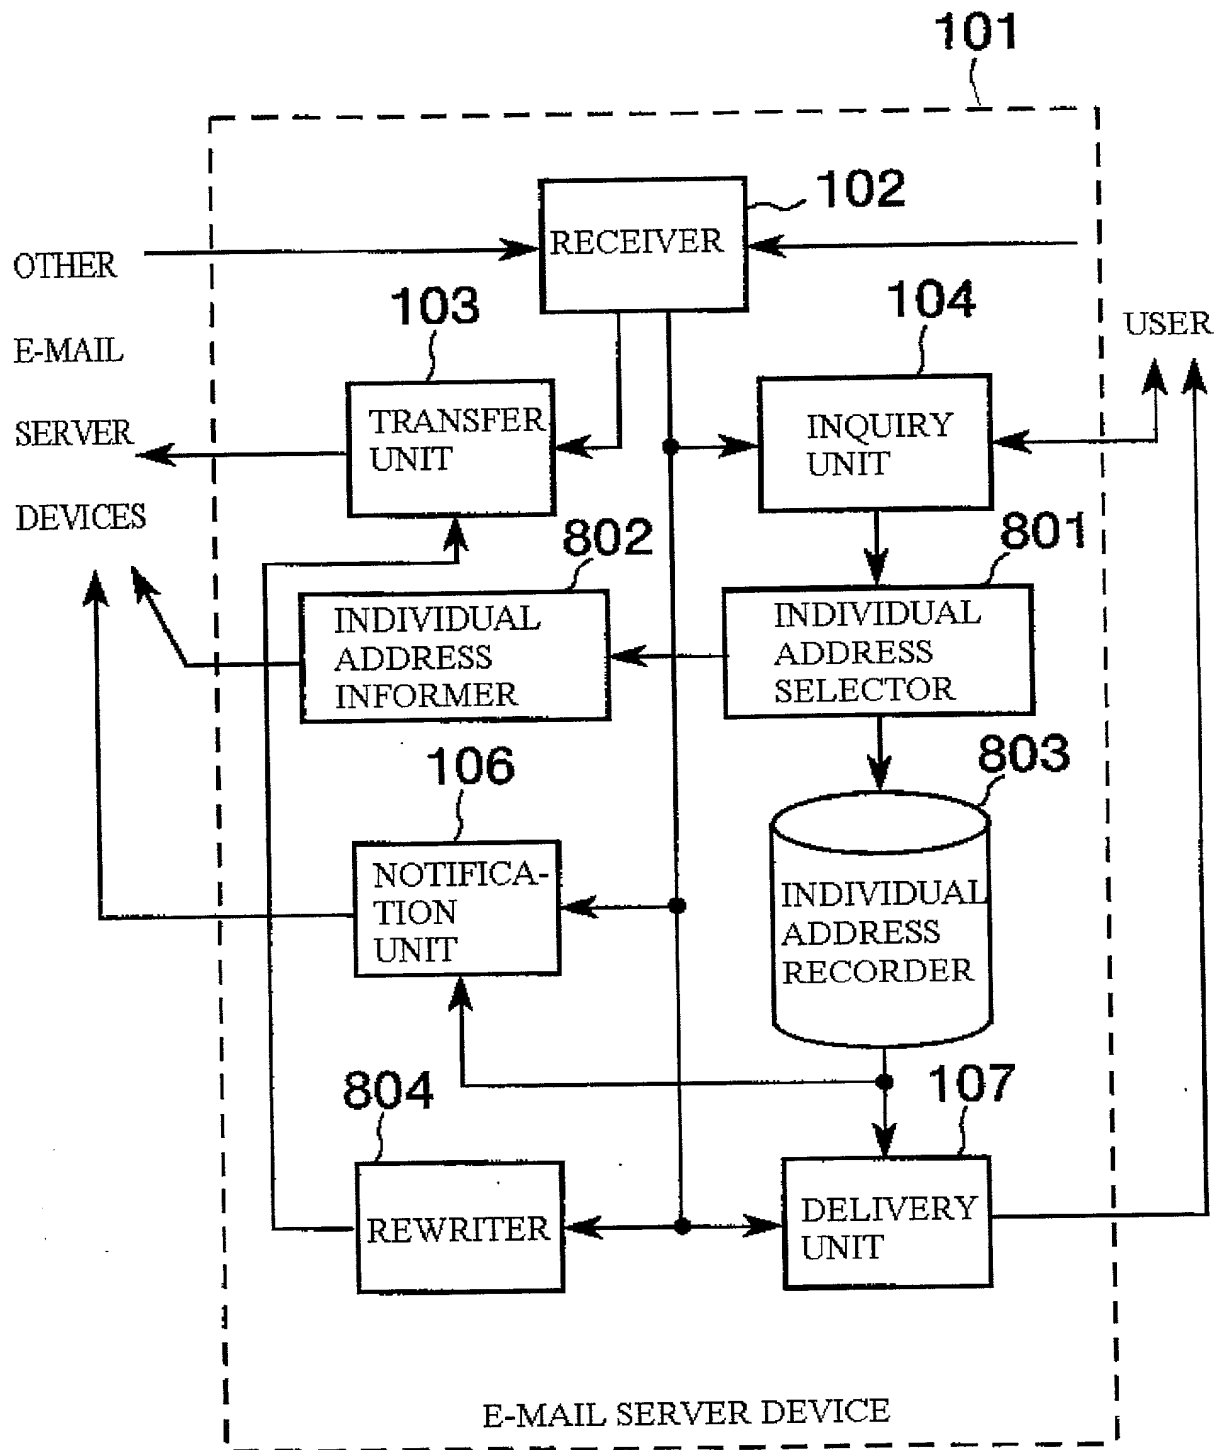 101
102
RECEIVER
OTHER
E-MAIL
SERVER
DEVICES
103
104
USER
TRANSFER
UNIT
INQUIRY
UNIT
802
801
INDIVIDUAL
ADDRESS
INFORMER
INDIVIDUAL
ADDRESS
SELECTOR
106
803
NOTIFICA-
TION
UNIT
INDIVIDUAL
ADDRESS
RECORDER
804
107
REWRITER
DELIVERY
UNIT
E-MAIL SERVER DEVICE